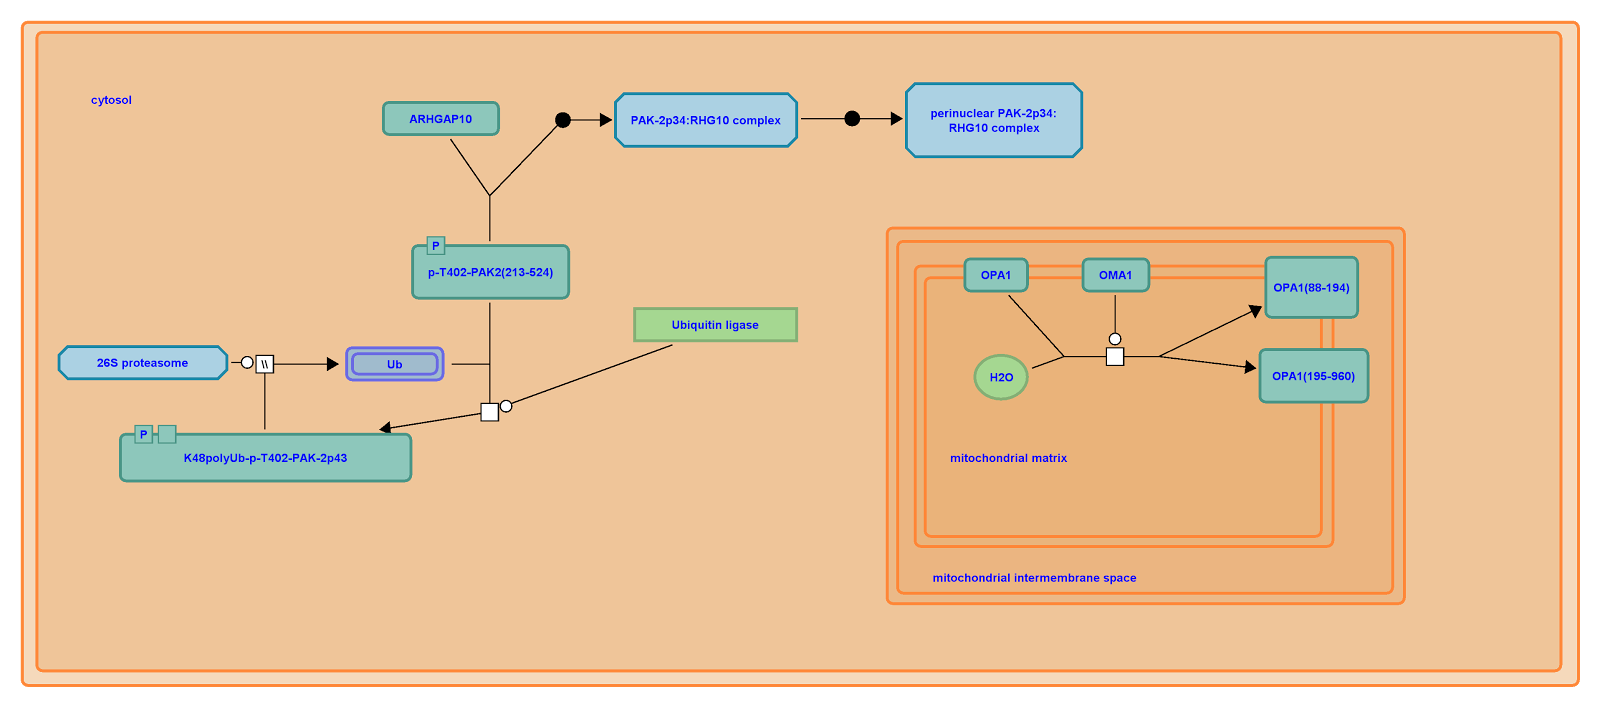 cytosol
ARHGAP10
PAK-2p34:RHG10 complex
perinuclear PAK-2p34:
RHG10 complex
P
p-T402-PAK2(213-524)
OPA1
OMA1
OPA1(88-194)
Ubiquitin ligase
26S proteasome
\\
Ub
H2O
OPA1(195-960)
P
K48polyUb-p-T402-PAK-2p43
mitochondrial matrix
mitochondrial intermembrane space